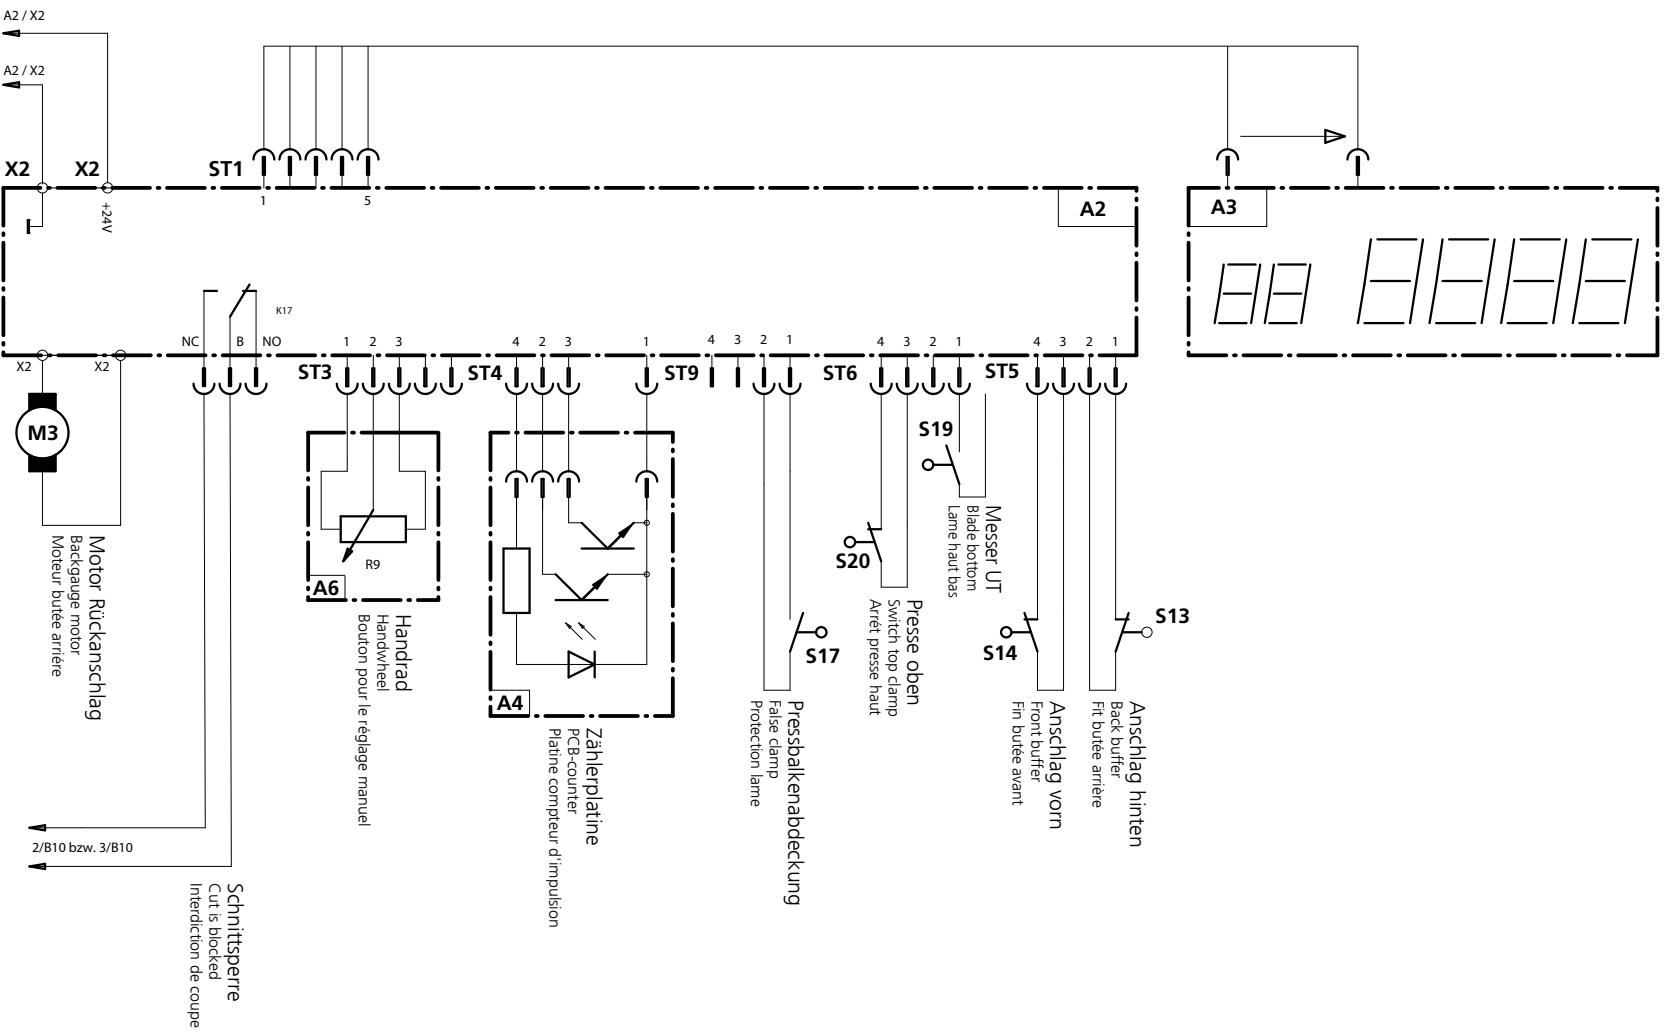 A2 / X2
A2 / X2
X2
X2
ST1
+24V
1
5
A2
A3
K17
NC
B
NO
1
2
3
4
2
3
1
4
3
2
1
4
3
2
1
4
3
2
1
X2
X2
ST3
ST4
ST9
ST6
ST5
M3
S19
R9
A6
S20
S13
S14
S17
A4
Motor Rückanschlag
Backgauge motor
Moteur butée arriére
Handrad
Handwheel
Bouton pour le réglage manuel
Zählerplatine
PCB-counter
Platine compteur d'impulsion
Pressbalkenabdeckung
False clamp
Protection lame
Presse oben
Switch top clamp
Arrét presse haut
Messer UT
Blade bottom
Lame haut bas
Anschlag vorn
Front buffer
Fin butée avant
Anschlag hinten
Back buffer
Fit butée arrière
2/B10 bzw. 3/B10
Schnittsperre
Cut is blocked
Interdiction de coupe